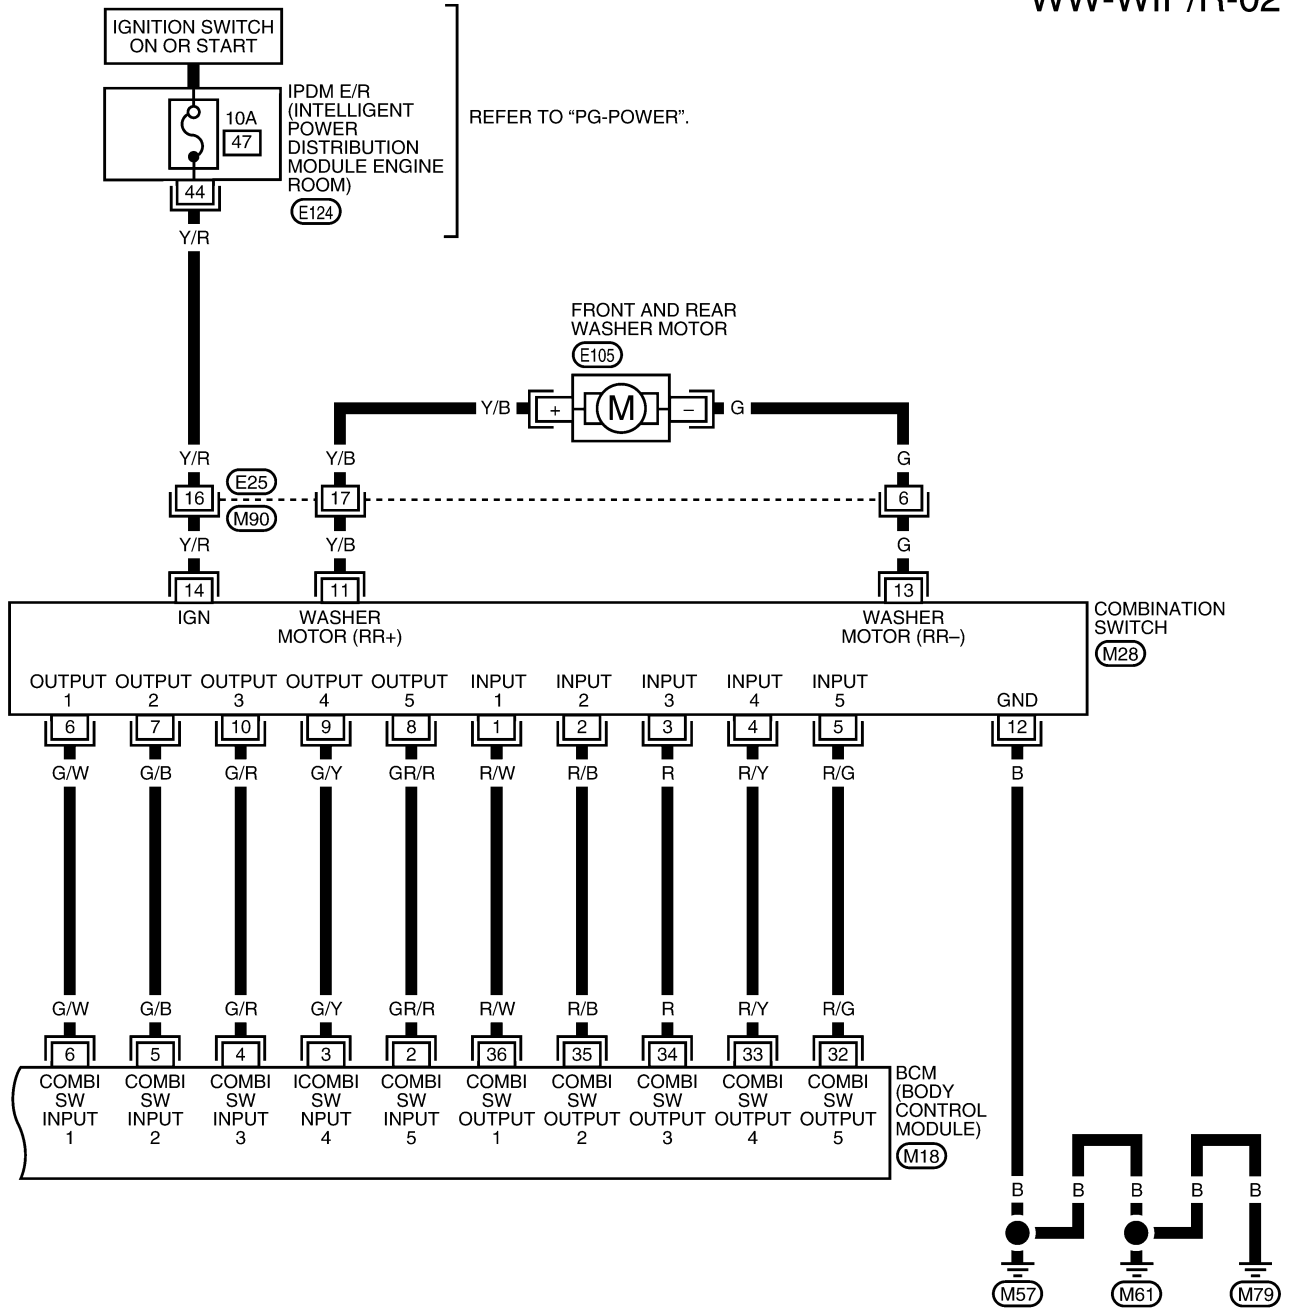 WW-WIP/R-02
IGNITION SWITCH
ON OR START
IPDM E/R
(INTELLIGENT
POWER
DISTRIBUTION
MODULE ENGINE
ROOM)
E124
10A
47
44
REFER TO “PG-POWER”.
Y/R
FRONT AND REAR
WASHER MOTOR
E105
Y/B + M – G
Y/R Y/B G
16 E25 17 6
M90
Y/R Y/B G
14 11 13
IGN WASHER WASHER
MOTOR (RR+) MOTOR (RR–)
COMBINATION
SWITCH
M28
OUTPUT OUTPUT OUTPUT OUTPUT OUTPUT INPUT INPUT INPUT INPUT INPUT
1 2 3 4 5 1 2 3 4 5 GND
6 7 10 9 8 1 2 3 4 5 12
G/W G/B G/R G/Y GR/R R/W R/B R R/Y R/G B
G/W G/B G/R G/Y GR/R R/W R/B R R/Y R/G
6 5 4 3 2 36 35 34 33 32
COMBI COMBI COMBI ICOMBI COMBI COMBI COMBI COMBI COMBI COMBI
SW SW SW SW SW SW SW SW SW SW
INPUT INPUT INPUT NPUT INPUT OUTPUT OUTPUT OUTPUT OUTPUT OUTPUT
1 2 3 4 5 1 2 3 4 5
BCM
(BODY
CONTROL
MODULE)
M18
B B B B B
M57 M61 M79